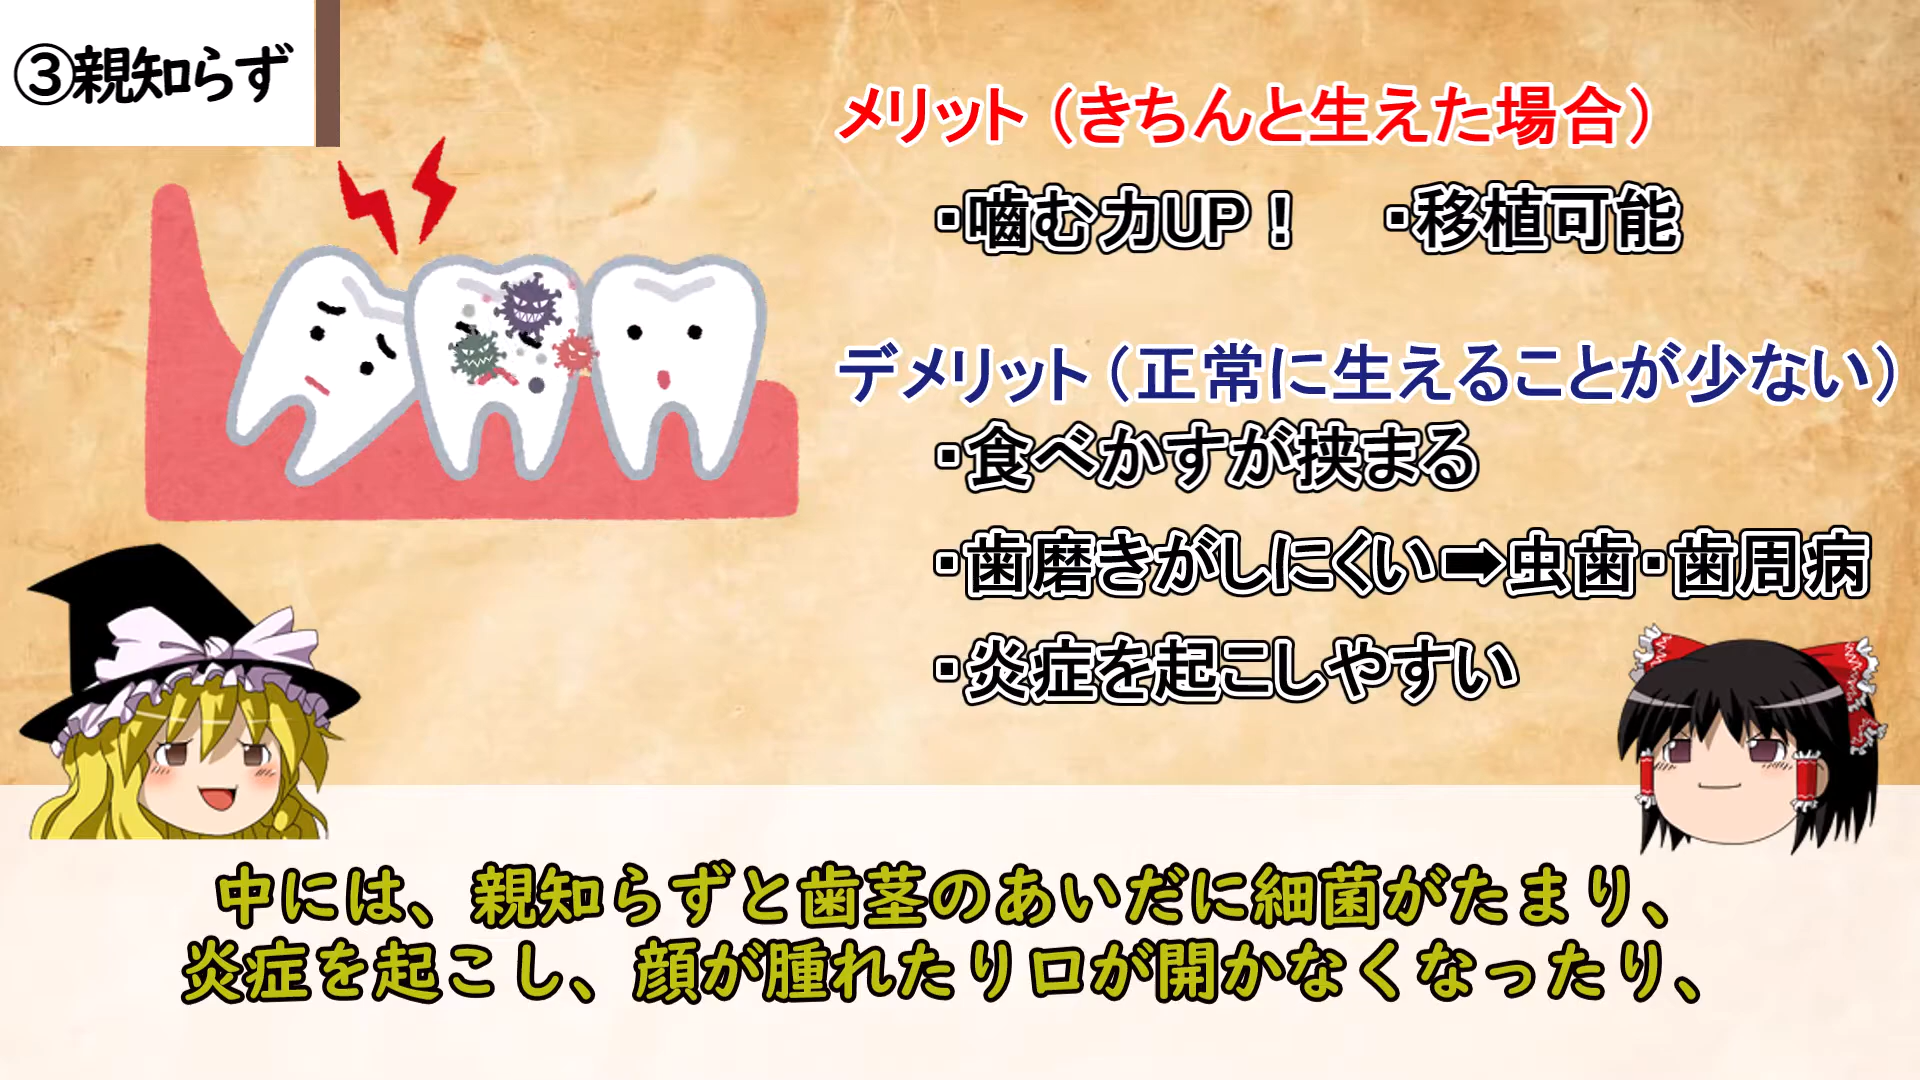 ③親知らず
メリット（きちんと生えた場合）
・噛む力UP！　・移植可能
デメリット（正常に生えることが少ない）
・食べかすが挟まる
・歯磨きがしにくい➡虫歯・歯周病
・炎症を起こしやすい
中には、親知らずと歯茎のあいだに細菌がたまり、
炎症を起こし、顔が腫れたり口が開かなくなったり、